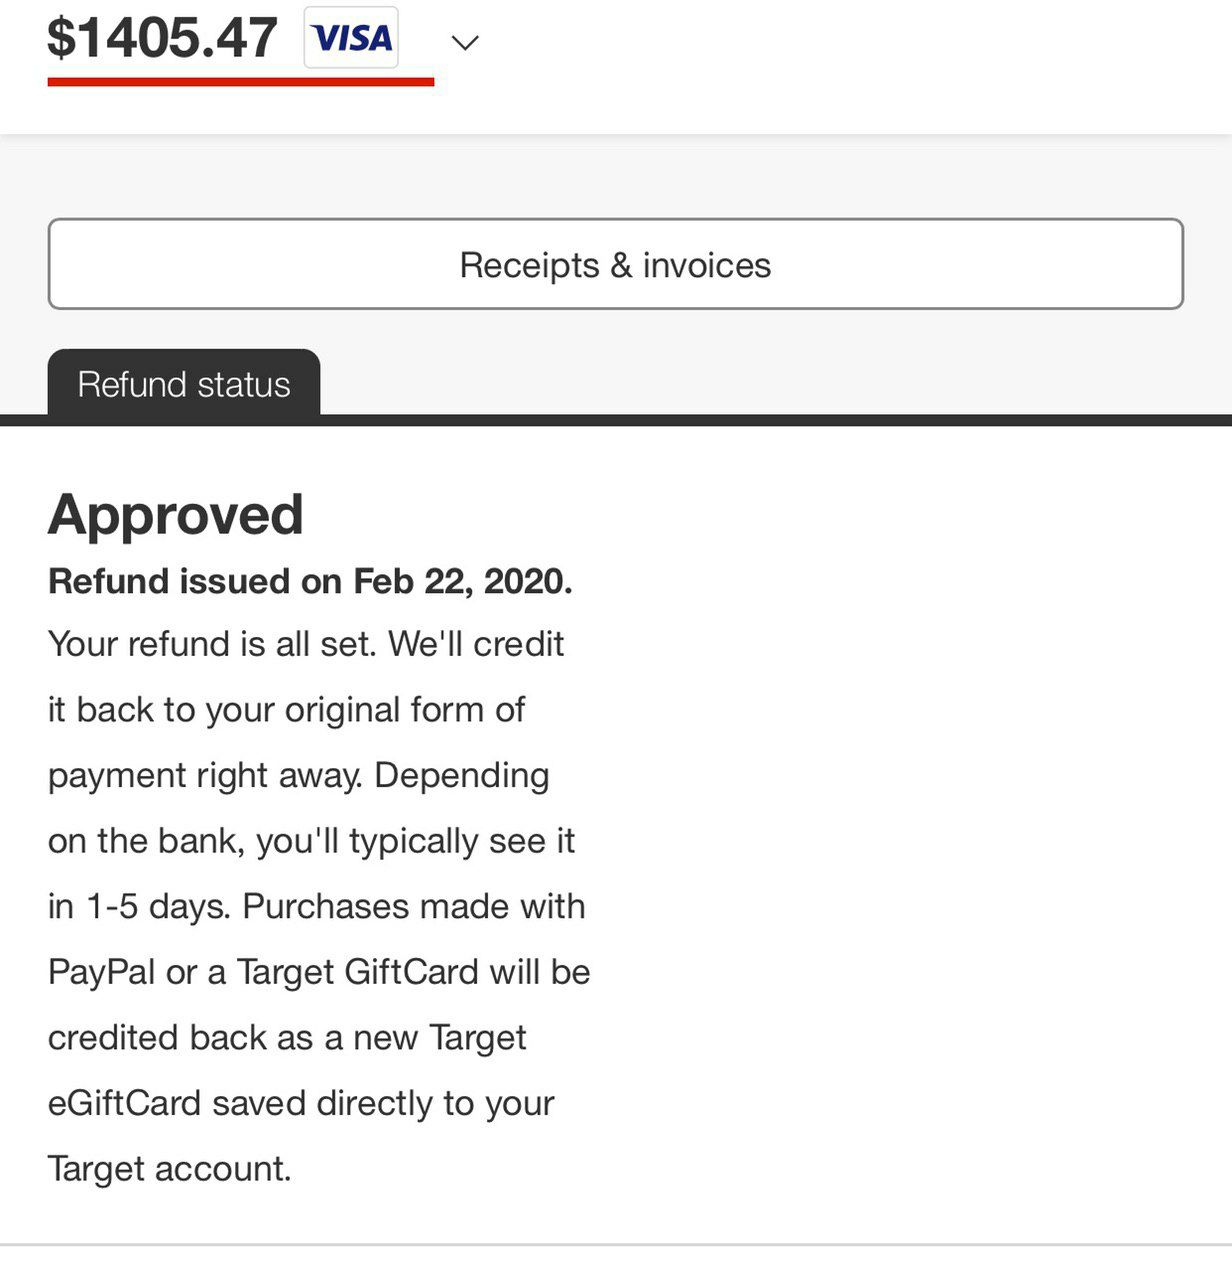 $1405.47 VISA
Receipts & invoices
Refund status
Approved
Refund issued on Feb 22, 2020.
Your refund is all set. We'll credit
it back to your original form of
payment right away. Depending
on the bank, you'll typically see it
in 1-5 days. Purchases made with
PayPal or a Target GiftCard will be
credited back as a new Target
eGiftCard saved directly to your
Target account.